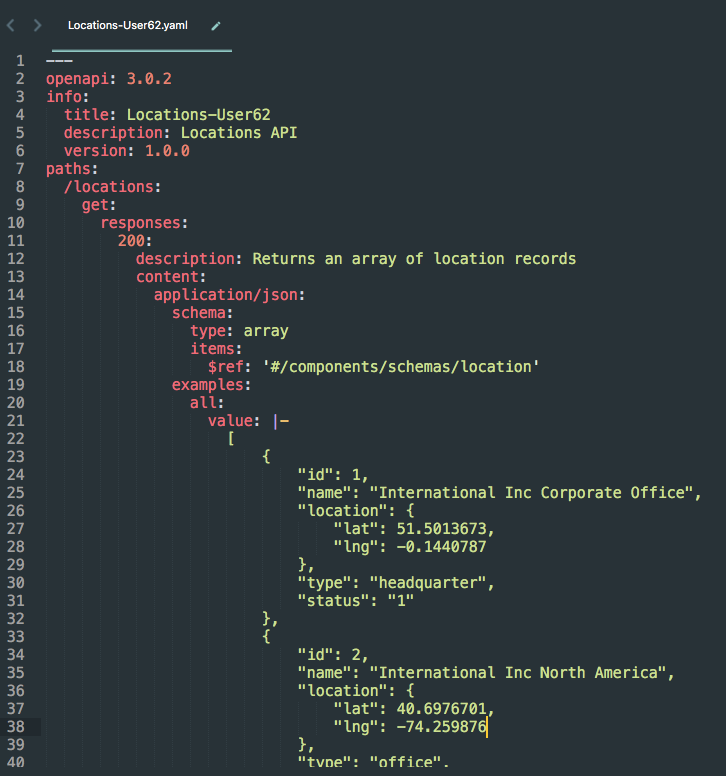 Locations-User62.yaml
1 ---
2 openapi: 3.0.2
3 info:
4   title: Locations-User62
5   description: Locations API
6   version: 1.0.0
7 paths:
8   /locations:
9     get:
10       responses:
11         200:
12           description: Returns an array of location records
13           content:
14             application/json:
15               schema:
16                 type: array
17                 items:
18                   $ref: '#/components/schemas/location'
19               examples:
20                 all:
21                   value: |-
22                     [
23                         {
24                             "id": 1,
25                             "name": "International Inc Corporate Office",
26                             "location": {
27                                 "lat": 51.5013673,
28                                 "lng": -0.1440787
29                             },
30                             "type": "headquarter",
31                             "status": "1"
32                         },
33                         {
34                             "id": 2,
35                             "name": "International Inc North America",
36                             "location": {
37                                 "lat": 40.6976701,
38                                 "lng": -74.259876
39                             },
40                             "type": "office",